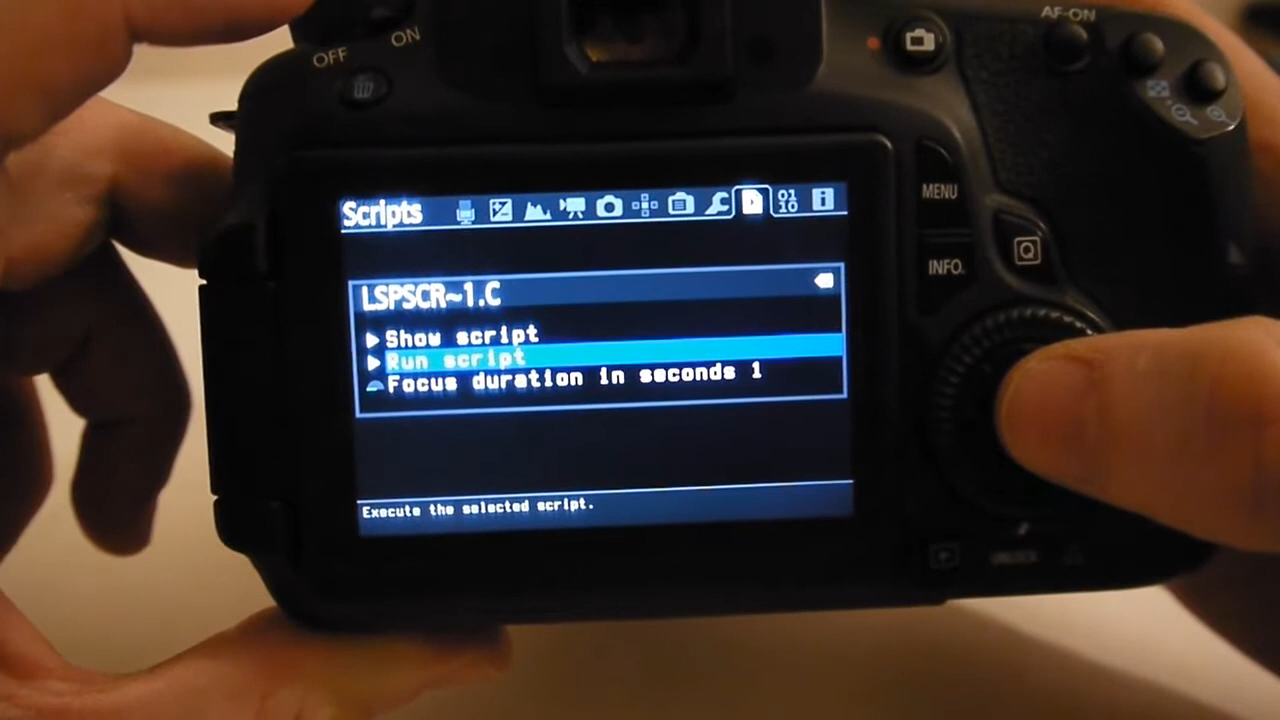 AF-ON
OFF ON
MENU
INFO.
Q
Scripts
01
10
LSPSCR~1.C
Show script
Run script
Focus duration in seconds 1
Execute the selected script.
UNLOCK